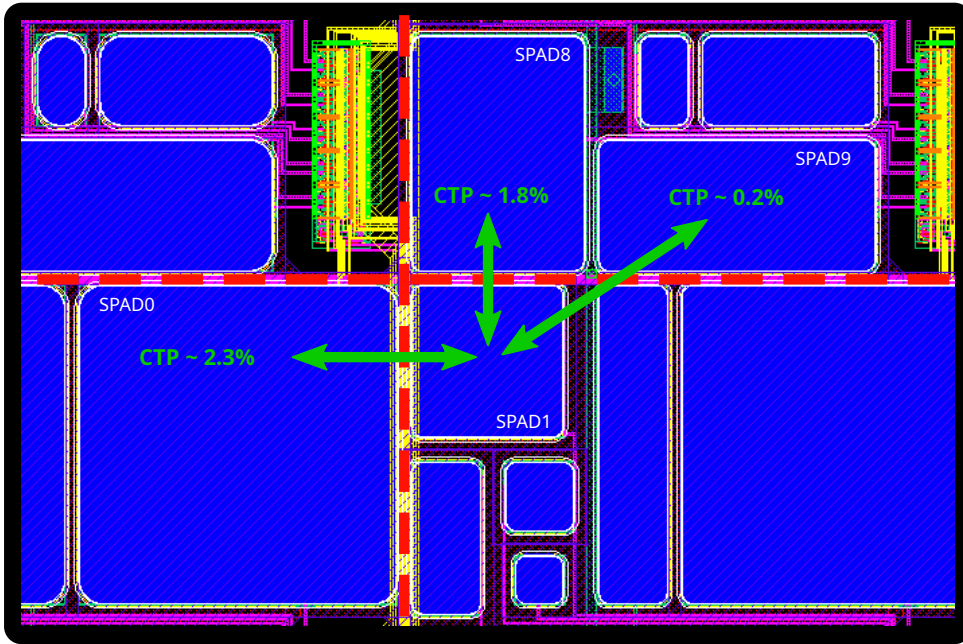 SPAD8
SPAD9
CTP ~ 1.8%
CTP ~ 0.2%
SPAD0
CTP ~ 2.3%
SPAD1